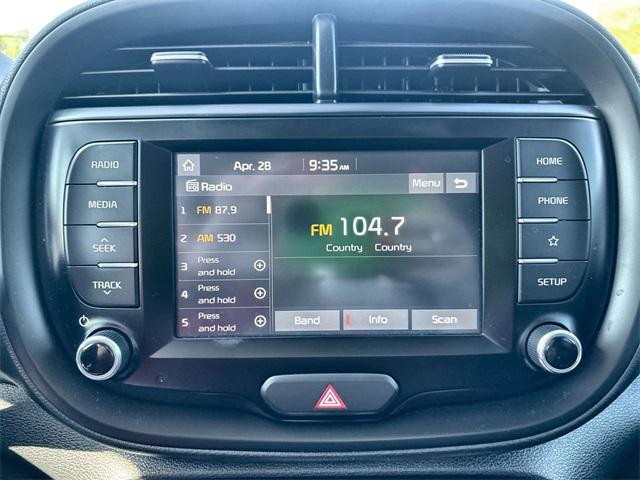 RADIO
MEDIA
SEEK
TRACK
Apr. 28 9:35 AM
Radio
Menu
1 FM 87.9
2 AM 530
3 Press and hold
4 Press and hold
5 Press and hold
FM 104.7
Country Country
Band
Info
Scan
HOME
PHONE
SETUP